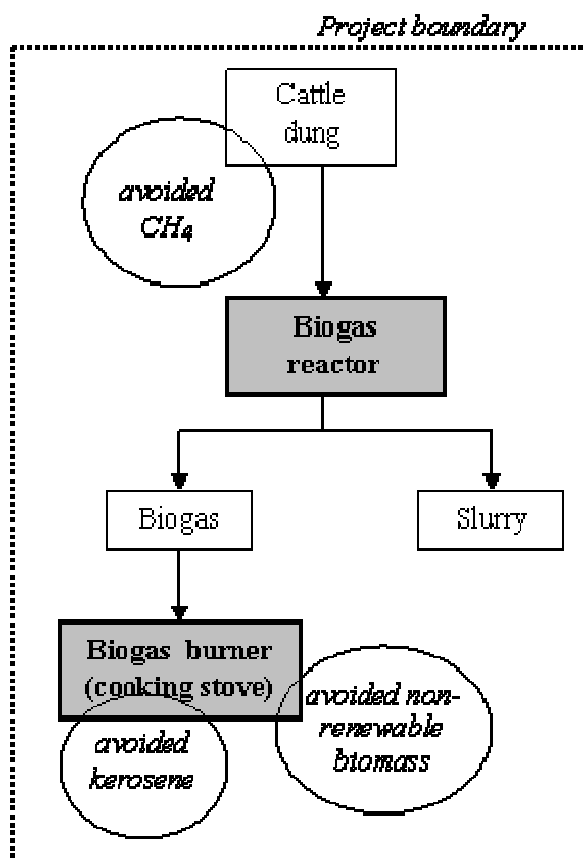 Project boundary
Cattle
dung
avoided
CH₄
Biogas
reactor
Biogas
Slurry
Biogas burner
(cooking stove)
avoided non-
renewable
biomass
avoided
kerosene